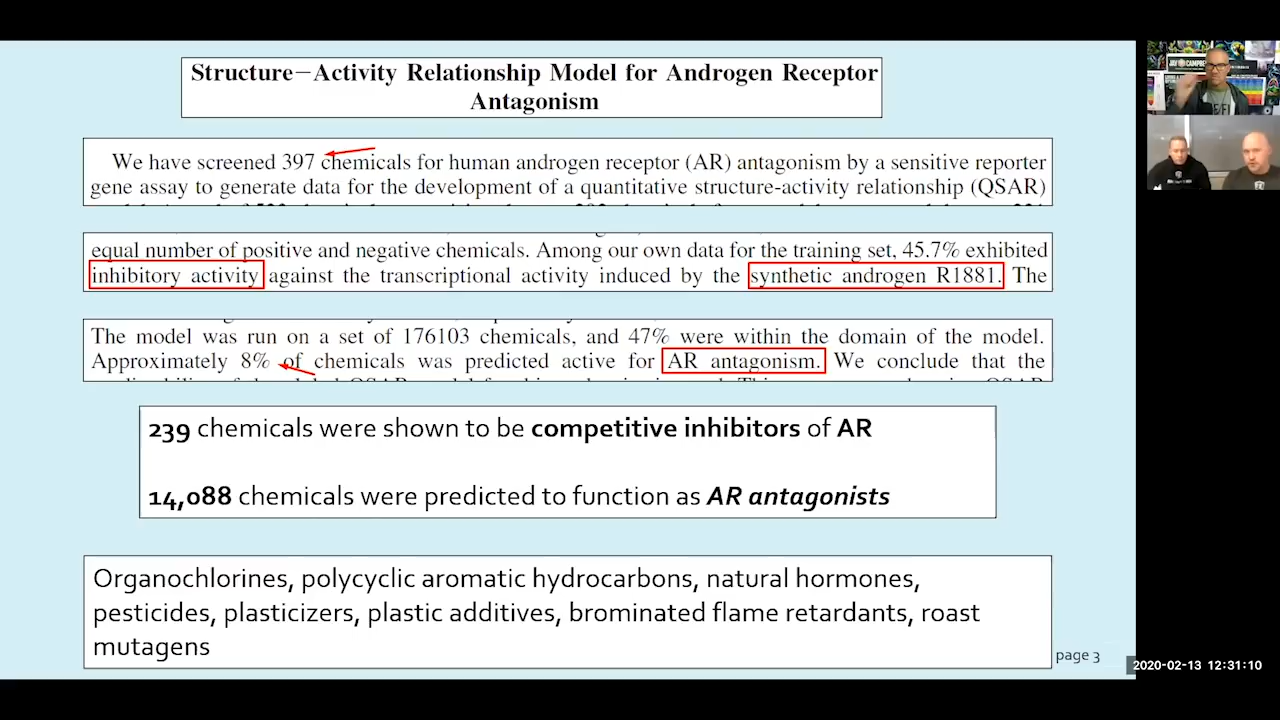 Structure−Activity Relationship Model for Androgen Receptor
Antagonism
We have screened 397 chemicals for human androgen receptor (AR) antagonism by a sensitive reporter
gene assay to generate data for the development of a quantitative structure-activity relationship (QSAR)
equal number of positive and negative chemicals. Among our own data for the training set, 45.7% exhibited
inhibitory activity against the transcriptional activity induced by the synthetic androgen R1881. The
The model was run on a set of 176103 chemicals, and 47% were within the domain of the model.
Approximately 8% of chemicals was predicted active for AR antagonism. We conclude that the
239 chemicals were shown to be competitive inhibitors of AR
14,088 chemicals were predicted to function as AR antagonists
Organochlorines, polycyclic aromatic hydrocarbons, natural hormones,
pesticides, plasticizers, plastic additives, brominated flame retardants, roast
mutagens
page 3
2020-02-13 12:31:10